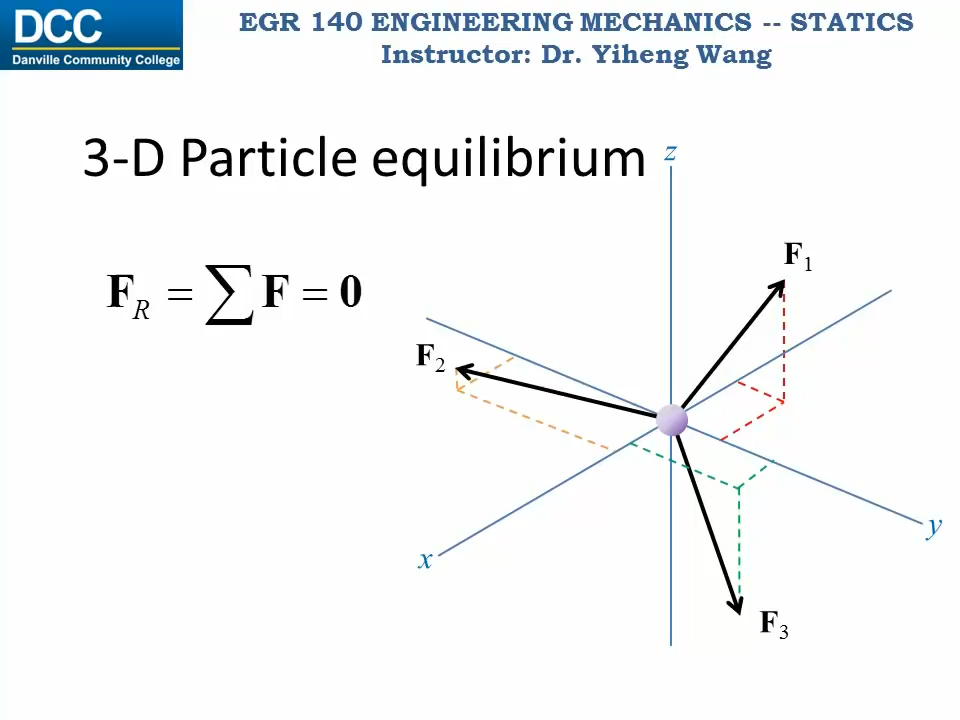 DCC
Danville Community College
EGR 140 ENGINEERING MECHANICS -- STATICS
Instructor: Dr. Yiheng Wang
3-D Particle equilibrium
F_R = ∑ F = 0
z
F₁
F₂
x
y
F₃